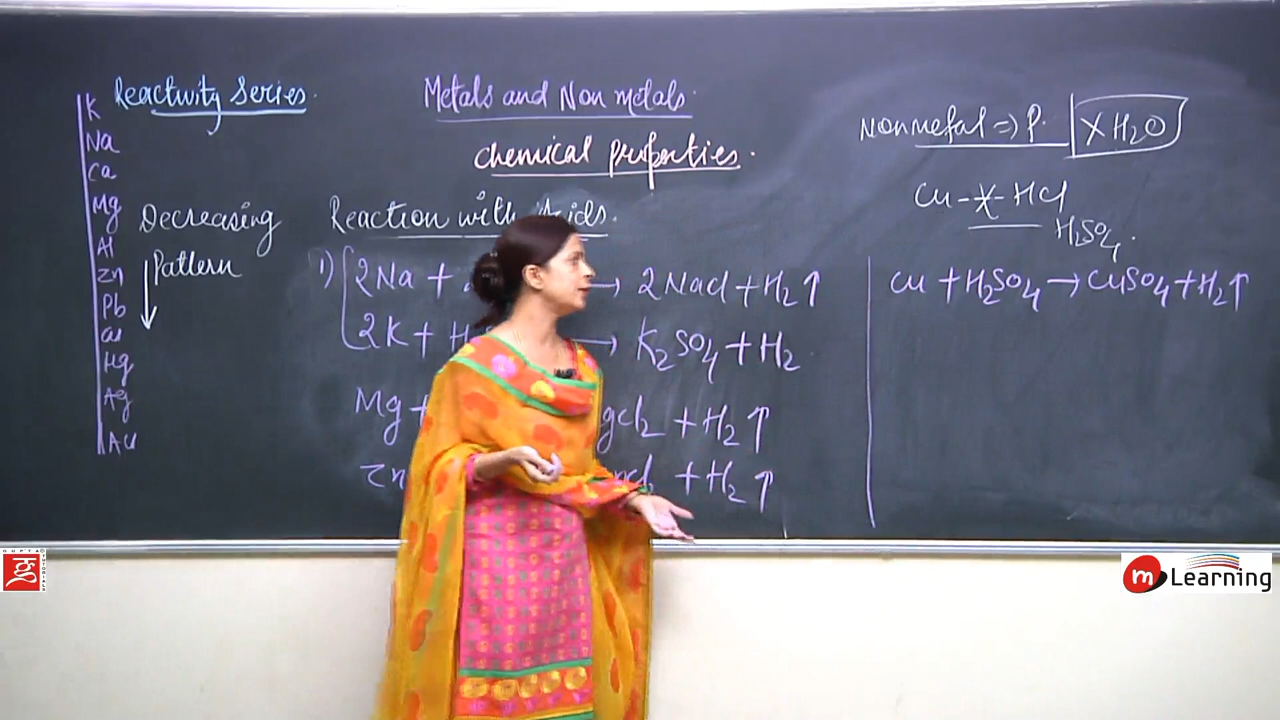 Reactivity Series.
K
Na
Ca
Mg
Al
Zn
Pb
Cu
Hg
Ag
Au
Decreasing
Pattern
Metals and Non metals.
chemical properties.
Reaction with Acids.
1) 2Na + → 2NaCl + H₂↑
2K + → K₂SO₄ + H₂
Mg + gCl₂ + H₂↑
Zn + H₂↑
Nonmetal ⇒ P. X H₂O
Cu -X- HCl
H₂SO₄.
Cu + H₂SO₄ → CuSO₄ + H₂↑
GUPTA
TUTORIALS
m Learning